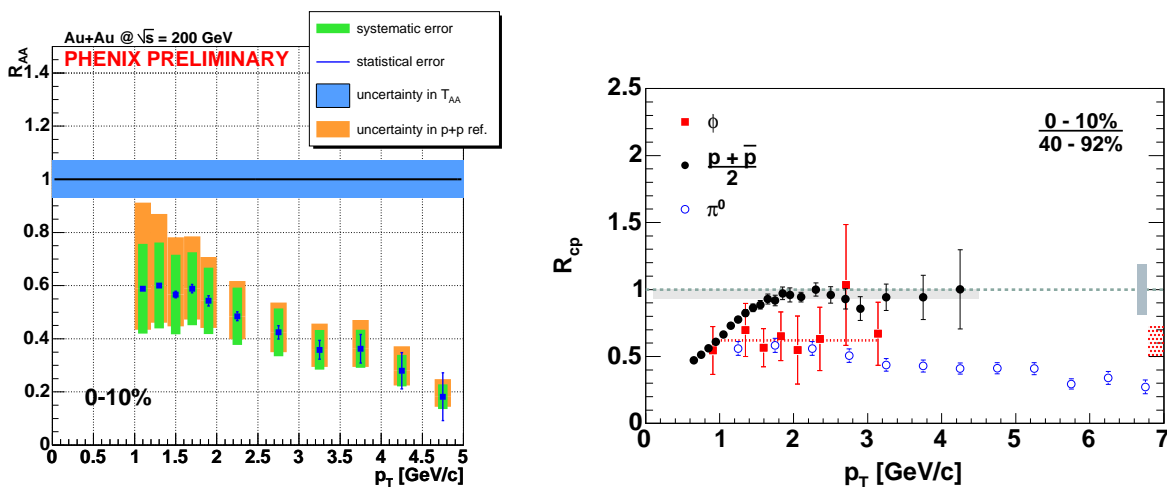 Au+Au @ √s = 200 GeV
PHENIX PRELIMINARY
systematic error
statistical error
uncertainty in T_AA
uncertainty in p+p ref.
R_AA
1.4
1.2
1
0.8
0.6
0.4
0.2
0
0-10%
0 0.5 1 1.5 2 2.5 3 3.5 4 4.5 5
p_T [GeV/c]
2.5
2
1.5
1
0.5
0
R_cp
ϕ
p + p̅
2
π⁰
0 - 10%
40 - 92%
0 1 2 3 4 5 6 7
p_T [GeV/c]